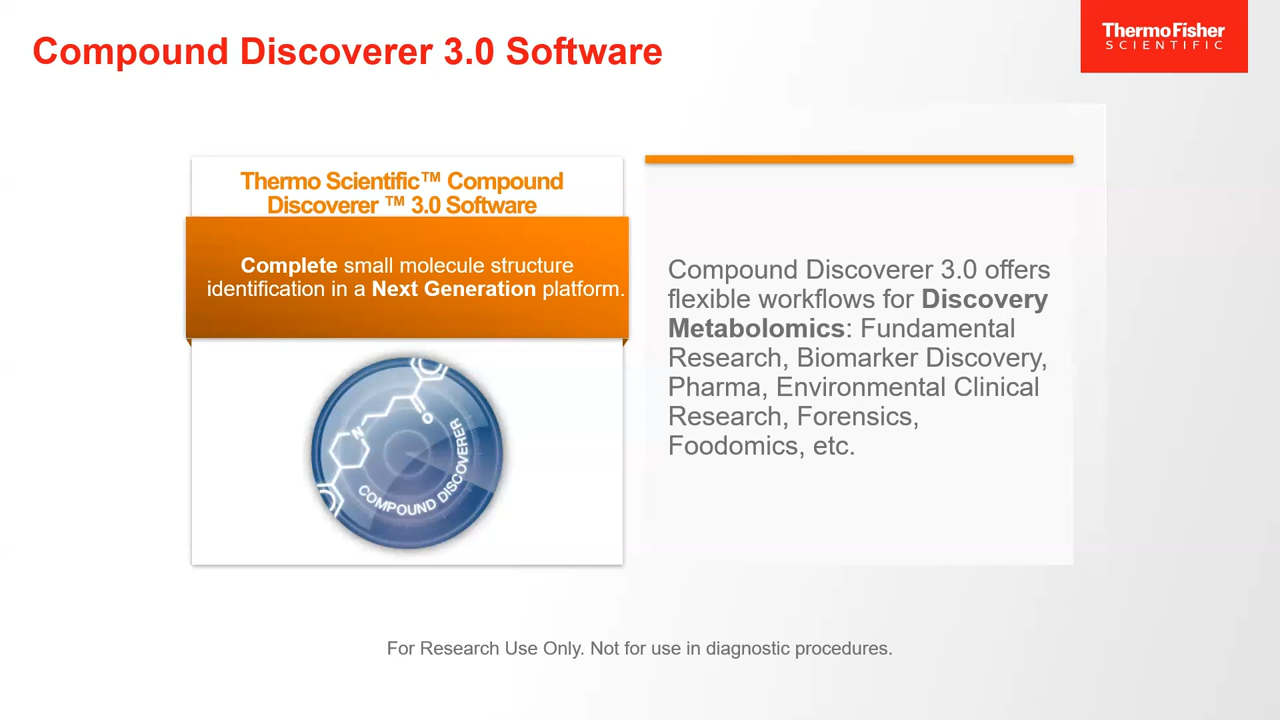 Compound Discoverer 3.0 Software
ThermoFisher
SCIENTIFIC
Thermo Scientific™ Compound
Discoverer ™ 3.0 Software
Complete small molecule structure
identification in a Next Generation platform.
N
O
COMPOUND DISCOVERER
Compound Discoverer 3.0 offers
flexible workflows for Discovery
Metabolomics: Fundamental
Research, Biomarker Discovery,
Pharma, Environmental Clinical
Research, Forensics,
Foodomics, etc.
For Research Use Only. Not for use in diagnostic procedures.